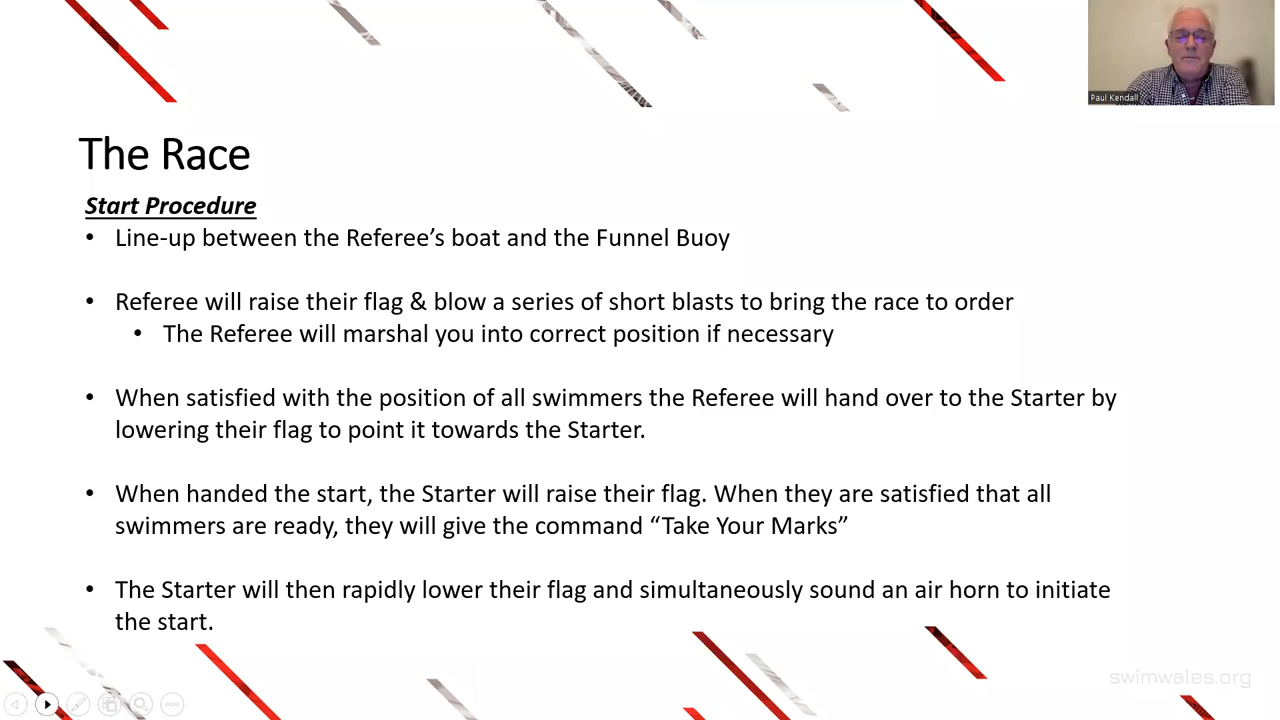 Paul Kendall
The Race
Start Procedure
• Line-up between the Referee’s boat and the Funnel Buoy
• Referee will raise their flag & blow a series of short blasts to bring the race to order
• The Referee will marshal you into correct position if necessary
• When satisfied with the position of all swimmers the Referee will hand over to the Starter by
lowering their flag to point it towards the Starter.
• When handed the start, the Starter will raise their flag. When they are satisfied that all
swimmers are ready, they will give the command “Take Your Marks”
• The Starter will then rapidly lower their flag and simultaneously sound an air horn to initiate
the start.
swimwales.org